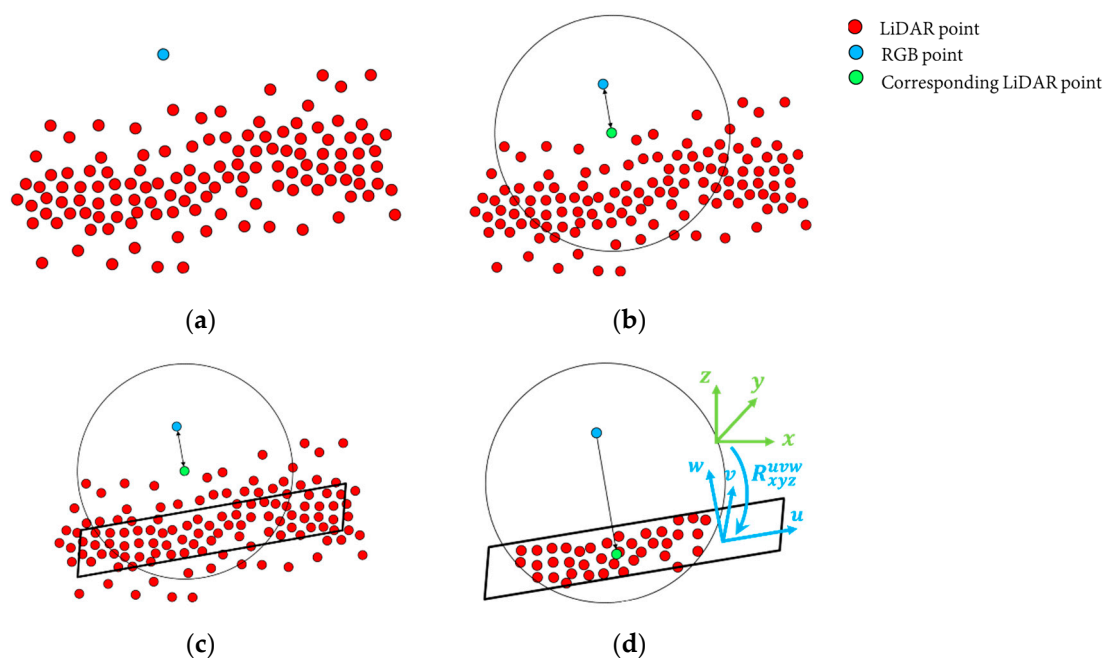 LiDAR point
RGB point
Corresponding LiDAR point
(a)
(b)
z
y
x
w
v
R^{uvw}_{xyz}
u
(c)
(d)